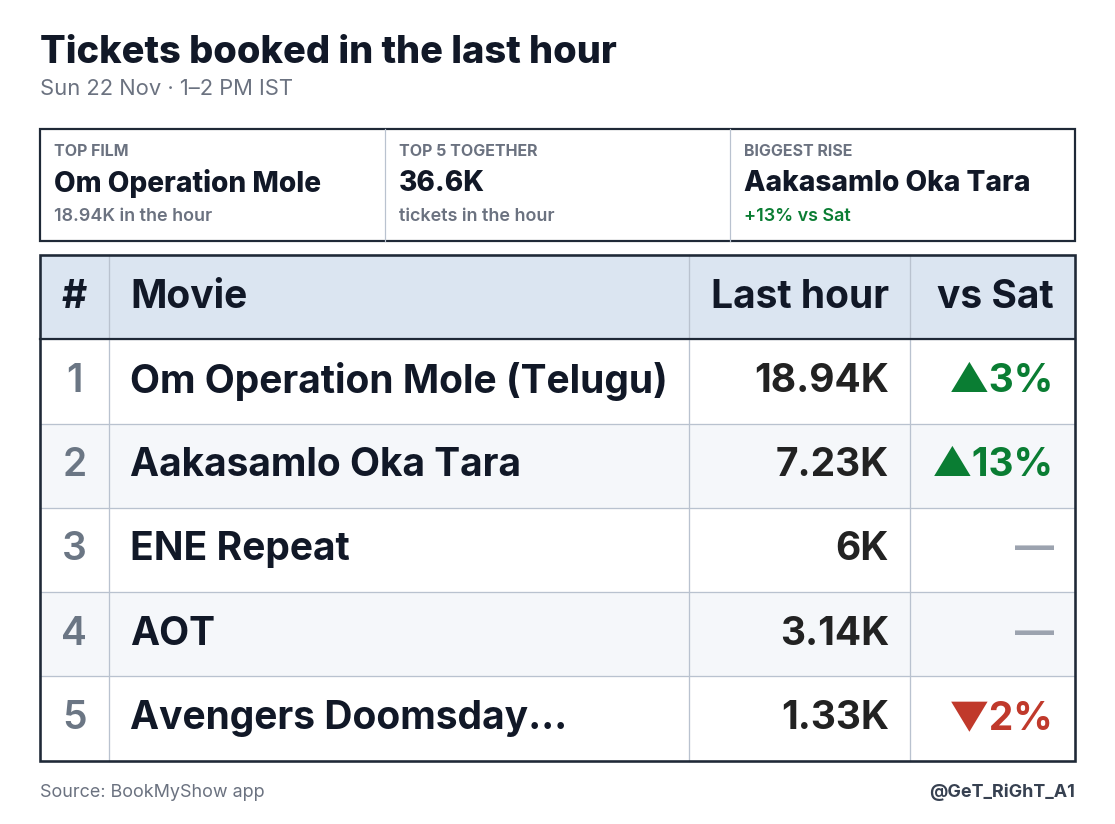 Tickets booked in the last hour
Sun 22 Nov · 1–2 PM IST
TOP FILM
Om Operation Mole
18.94K in the hour
TOP 5 TOGETHER
36.6K
tickets in the hour
BIGGEST RISE
Aakasamlo Oka Tara
+13% vs Sat
# Movie Last hour vs Sat
1 Om Operation Mole (Telugu) 18.94K ▲3%
2 Aakasamlo Oka Tara 7.23K ▲13%
3 ENE Repeat 6K —
4 AOT 3.14K —
5 Avengers Doomsday... 1.33K ▼2%
Source: BookMyShow app @GeT_RiGhT_A1